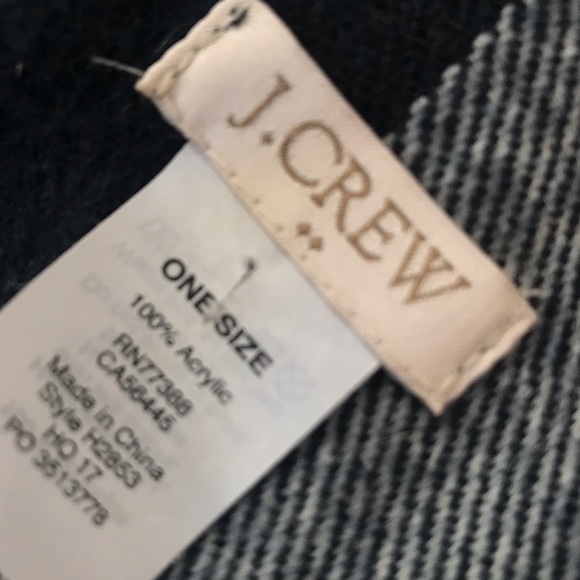 J.CREW
ONE SIZE
100% Acrylic
RN77388
CA56445
Made in China
Style H2853
HO 17
PO 3513778